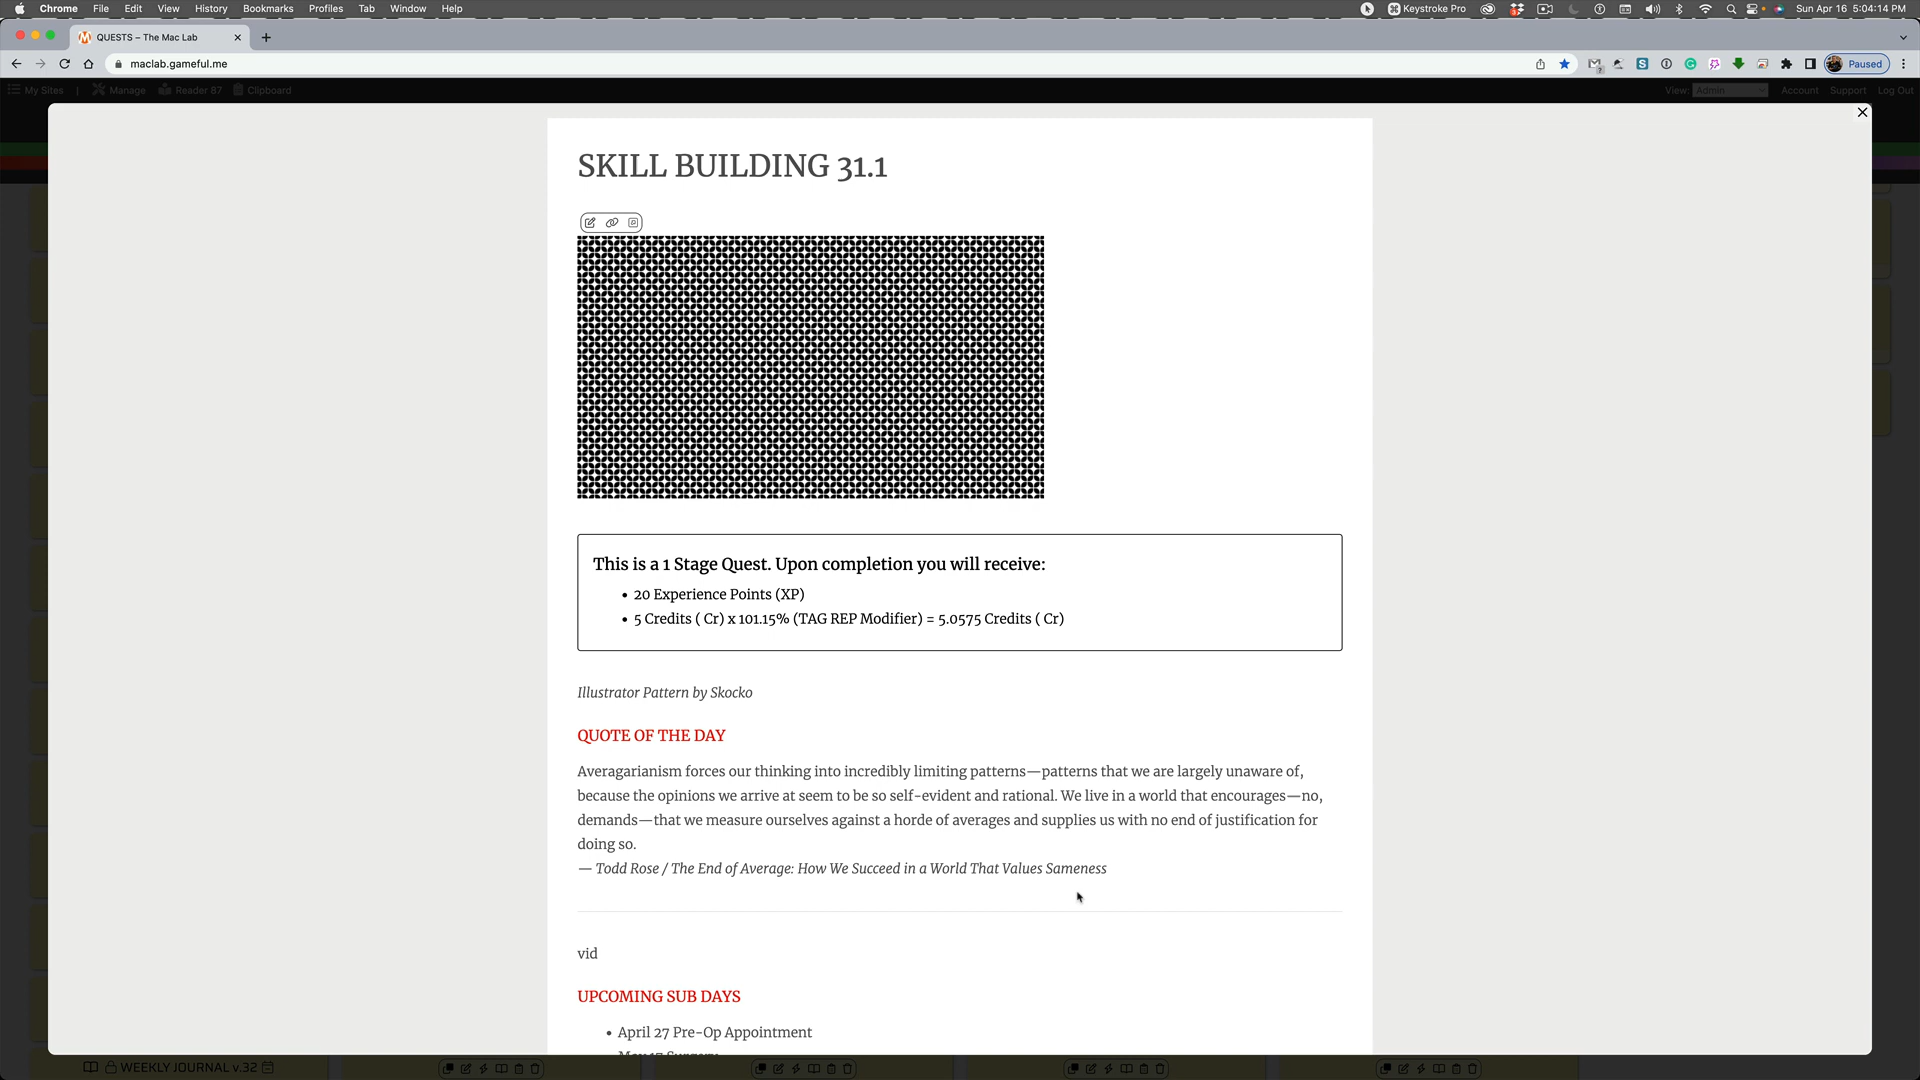 Chrome File Edit View History Bookmarks Profiles Tab Window Help Keystroke Pro Sun Apr 16 5:04:14 PM
QUESTS – The Mac Lab
maclab.gameful.me Paused
My Sites | Manage Reader 87 Clipboard View: Admin Account Support Log Out
SKILL BUILDING 31.1
This is a 1 Stage Quest. Upon completion you will receive:
• 20 Experience Points (XP)
• 5 Credits ( Cr) x 101.15% (TAG REP Modifier) = 5.0575 Credits ( Cr)
Illustrator Pattern by Skocko
QUOTE OF THE DAY
Averagarianism forces our thinking into incredibly limiting patterns—patterns that we are largely unaware of,
because the opinions we arrive at seem to be so self-evident and rational. We live in a world that encourages—no,
demands—that we measure ourselves against a horde of averages and supplies us with no end of justification for
doing so.
— Todd Rose / The End of Average: How We Succeed in a World That Values Sameness
vid
UPCOMING SUB DAYS
• April 27 Pre-Op Appointment
WEEKLY JOURNAL v.32